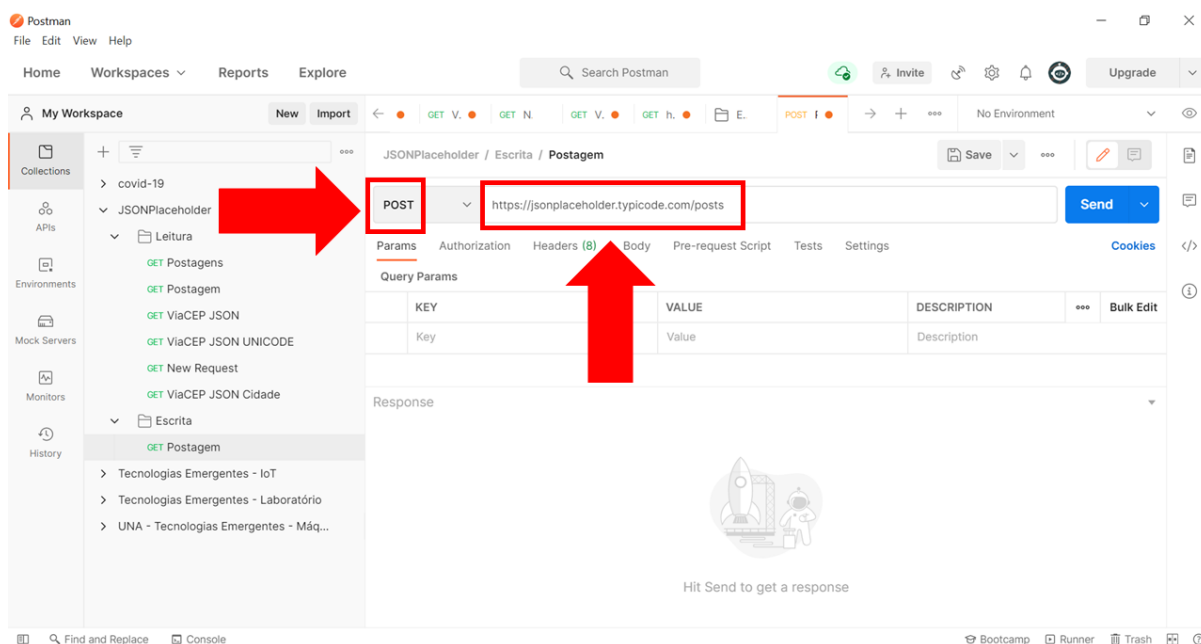 Postman
File Edit View Help
Home Workspaces Reports Explore Search Postman Invite Upgrade
My Workspace New Import GET V. GET N. GET V. GET h. E. POST No Environment
Collections
APIs
Environments
Mock Servers
Monitors
History
covid-19
JSONPlaceholder
Leitura
GET Postagens
GET Postagem
GET ViaCEP JSON
GET ViaCEP JSON UNICODE
GET New Request
GET ViaCEP JSON Cidade
Escrita
GET Postagem
Tecnologias Emergentes - IoT
Tecnologias Emergentes - Laboratório
UNA - Tecnologias Emergentes - Máq...
JSONPlaceholder / Escrita / Postagem Save
POST https://jsonplaceholder.typicode.com/posts Send
Params Authorization Headers (8) Body Pre-request Script Tests Settings Cookies
Query Params
KEY VALUE DESCRIPTION Bulk Edit
Key Value Description
Response
Hit Send to get a response
Find and Replace Console Bootcamp Runner Trash